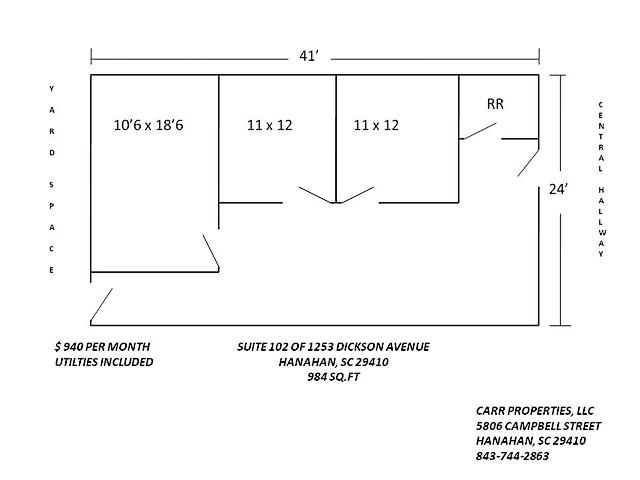 41’
YARD SPACE
10’6 x 18’6
11 x 12
11 x 12
RR
24’
CENTRAL HALLWAY
$ 940 PER MONTH
UTILTIES INCLUDED
SUITE 102 OF 1253 DICKSON AVENUE
HANAHAN, SC 29410
984 SQ.FT
CARR PROPERTIES, LLC
5806 CAMPBELL STREET
HANAHAN, SC 29410
843-744-2863